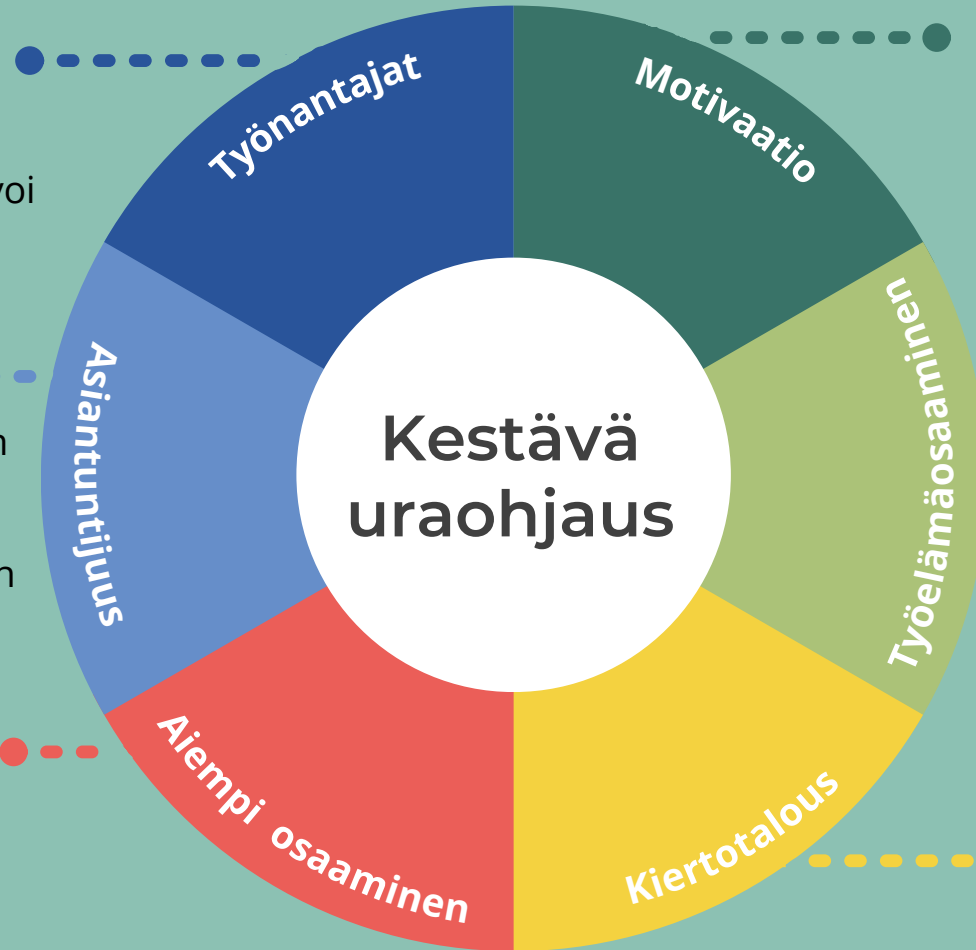 Työnantajat
Motivaatio
Työelämäosaaminen
Kiertotalous
Aiempi osaaminen
Asiantuntijuus
Kestävä
uraohjaus